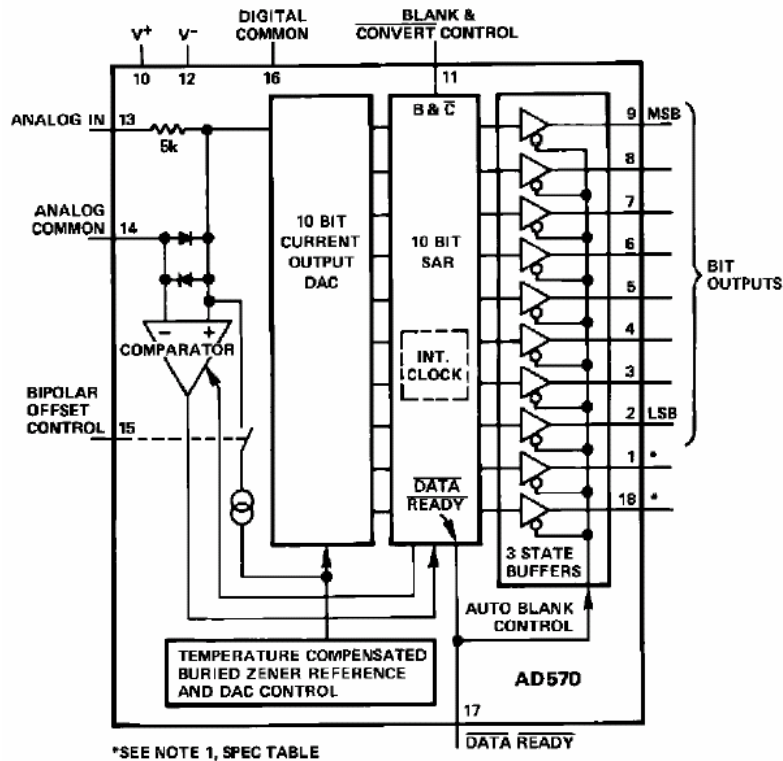 V+
V-
DIGITAL
COMMON
BLANK &
CONVERT CONTROL
10
12
16
11
ANALOG IN
13
5k
B & C
9 MSB
8
ANALOG
COMMON
14
7
10 BIT
CURRENT
OUTPUT
DAC
10 BIT
SAR
6
5
BIT
OUTPUTS
- +
COMPARATOR
INT.
CLOCK
4
3
BIPOLAR
OFFSET
CONTROL
15
2 LSB
1 *
DATA
READY
18 *
3 STATE
BUFFERS
AUTO BLANK
CONTROL
TEMPERATURE COMPENSATED
BURIED ZENER REFERENCE
AND DAC CONTROL
AD570
17
DATA READY
*SEE NOTE 1, SPEC TABLE